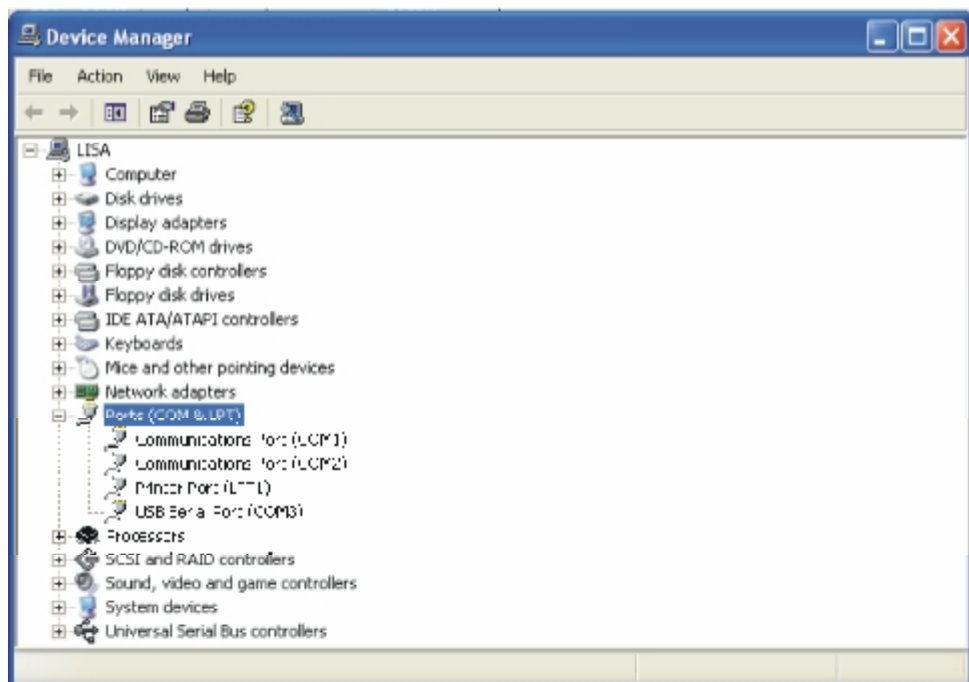 Device Manager
File Action View Help
LISA
Computer
Disk drives
Display adapters
DVD/CD-ROM drives
Floppy disk controllers
Floppy disk drives
IDE ATA/ATAPI controllers
Keyboards
Mice and other pointing devices
Network adapters
Ports (COM & LPT)
Communications Port (COM1)
Communications Port (COM2)
Printer Port (LPT1)
USB Serial Port (COM3)
Processors
SCSI and RAID controllers
Sound, video and game controllers
System devices
Universal Serial Bus controllers